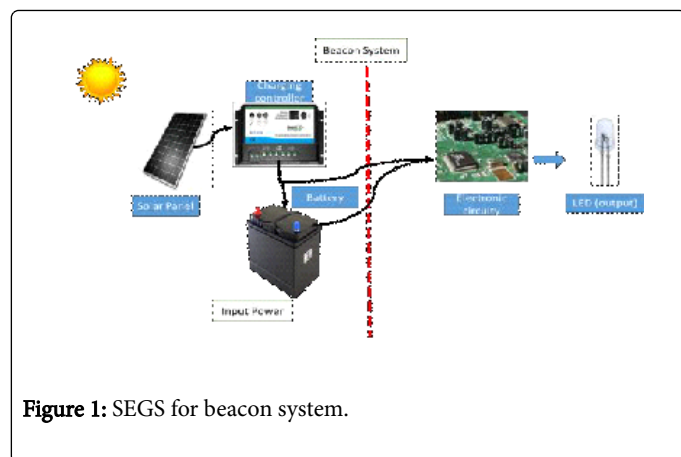 Beacon System
Charging
controller
Solar Panel
Battery
Electronic
circuitry
LED (output)
Input Power
Figure 1: SEGS for beacon system.